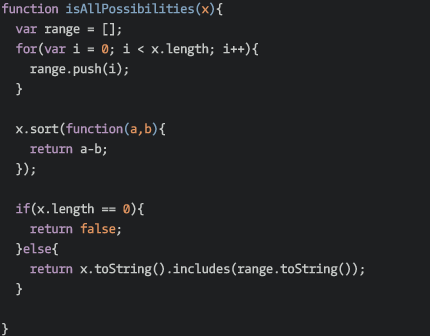 function isAllPossibilities(x){
  var range = [];
  for(var i = 0; i < x.length; i++){
    range.push(i);
  }

  x.sort(function(a,b){
    return a-b;
  });

  if(x.length == 0){
    return false;
  }else{
    return x.toString().includes(range.toString());
  }

}